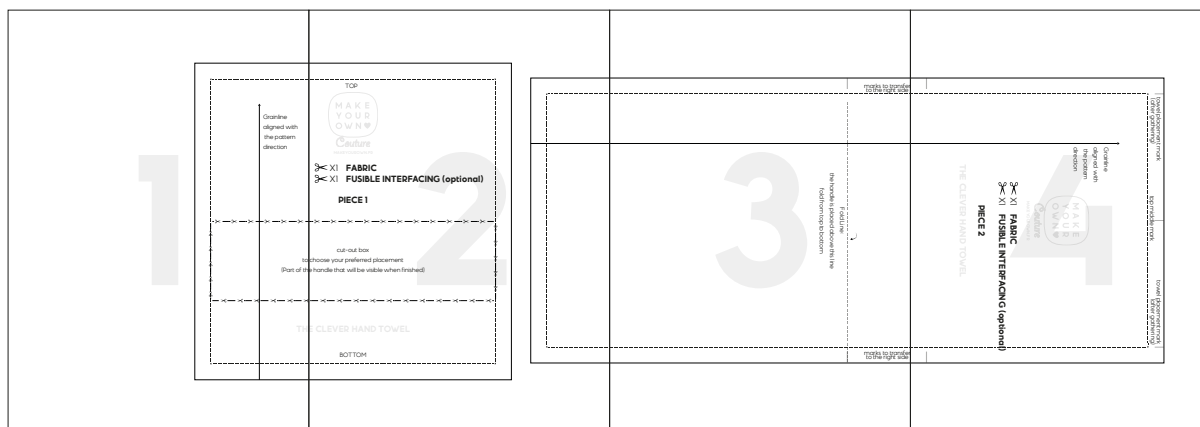 1
2
3
4
TOP
MAKE
YOUR
OWN♥
Couture
Grainline
aligned with
the pattern
direction
X1 FABRIC
X1 FUSIBLE INTERFACING (optional)
PIECE 1
cut-out box
to choose your preferred placement
(Part of the handle that will be visible when finished)
THE CLEVER HAND TOWEL
BOTTOM
marks to transfer
to the right side
Fold Line:
the handle is placed above this line
fold from top to bottom
marks to transfer
to the right side
Grainline
aligned with
the pattern
direction
MAKE
YOUR
OWN♥
Couture
X1 FABRIC
X1 FUSIBLE INTERFACING (optional)
PIECE 2
THE CLEVER HAND TOWEL
towel placement mark
(after gathering)
top middle mark
towel placement mark
(after gathering)